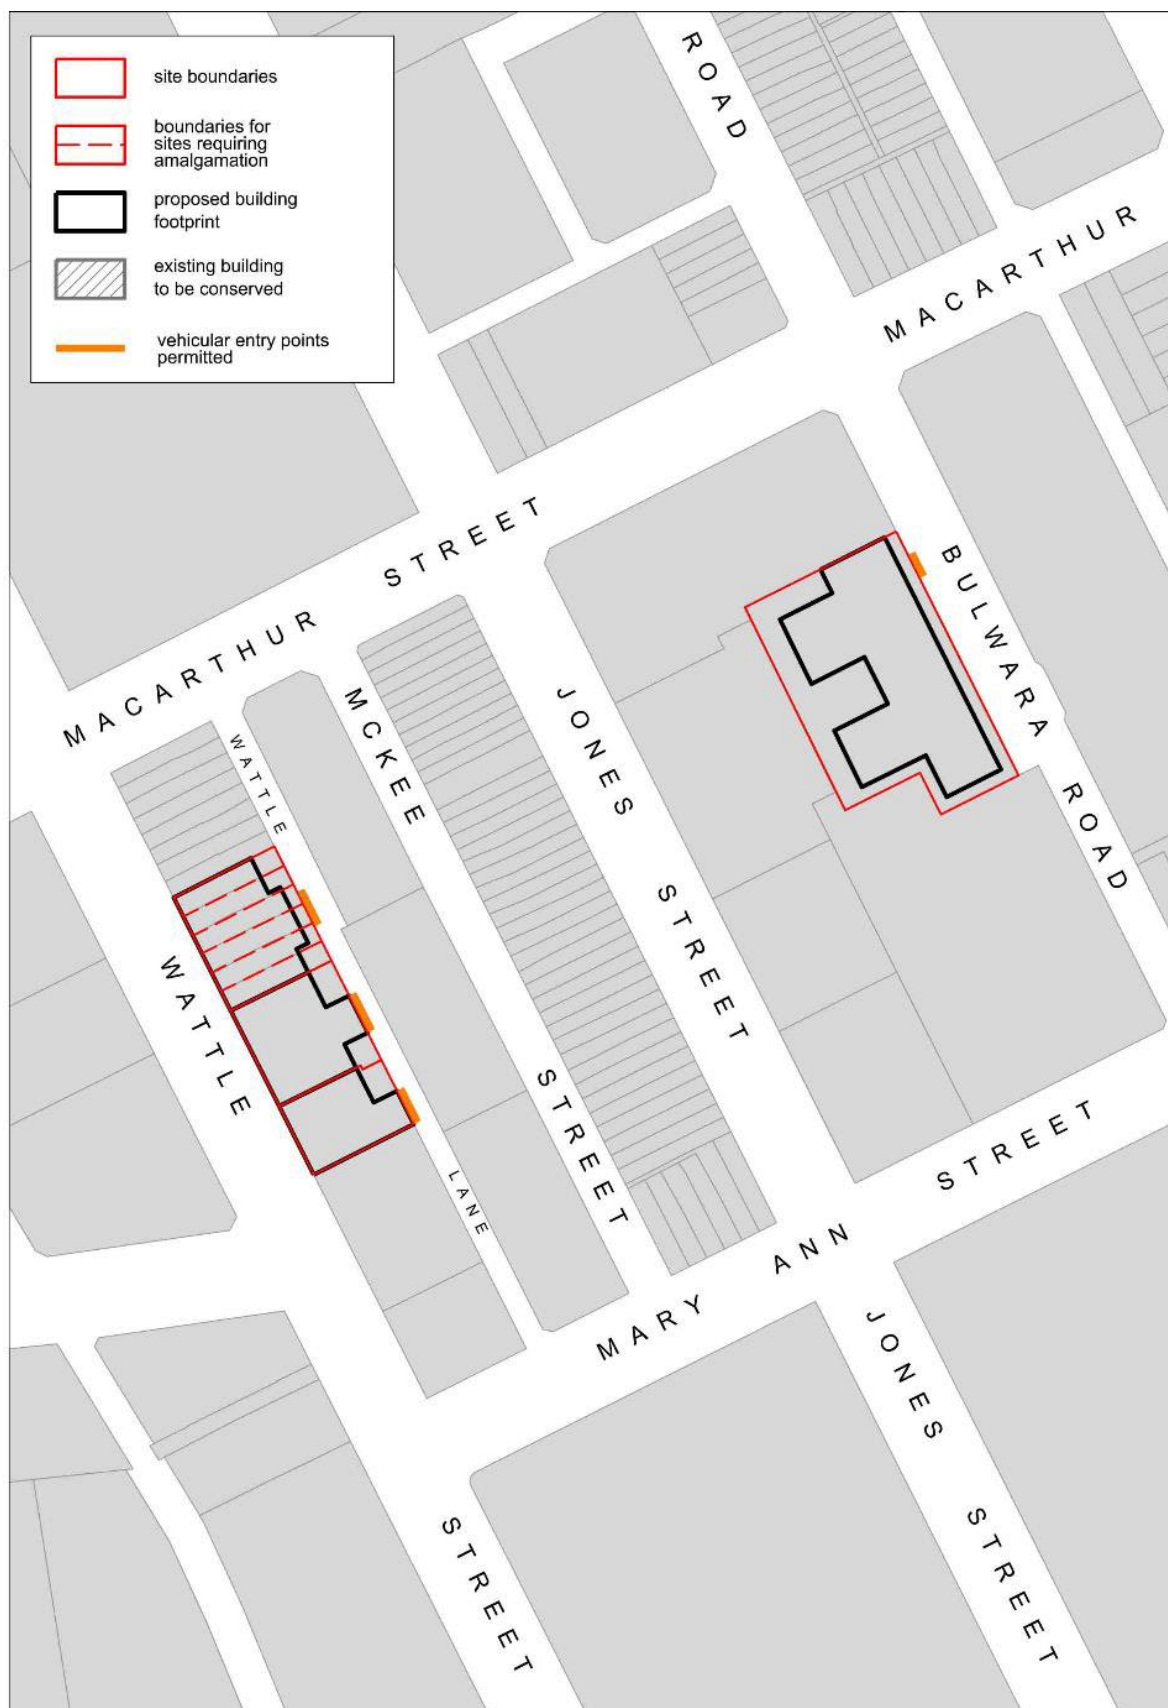 site boundaries
boundaries for
sites requiring
amalgamation
proposed building
footprint
existing building
to be conserved
vehicular entry points
permitted
ROAD
MACARTHUR
MACARTHUR STREET
BULWARA ROAD
JONES STREET
MCKEE STREET
WATTLE LANE
WATTLE STREET
MARY ANN STREET
JONES STREET